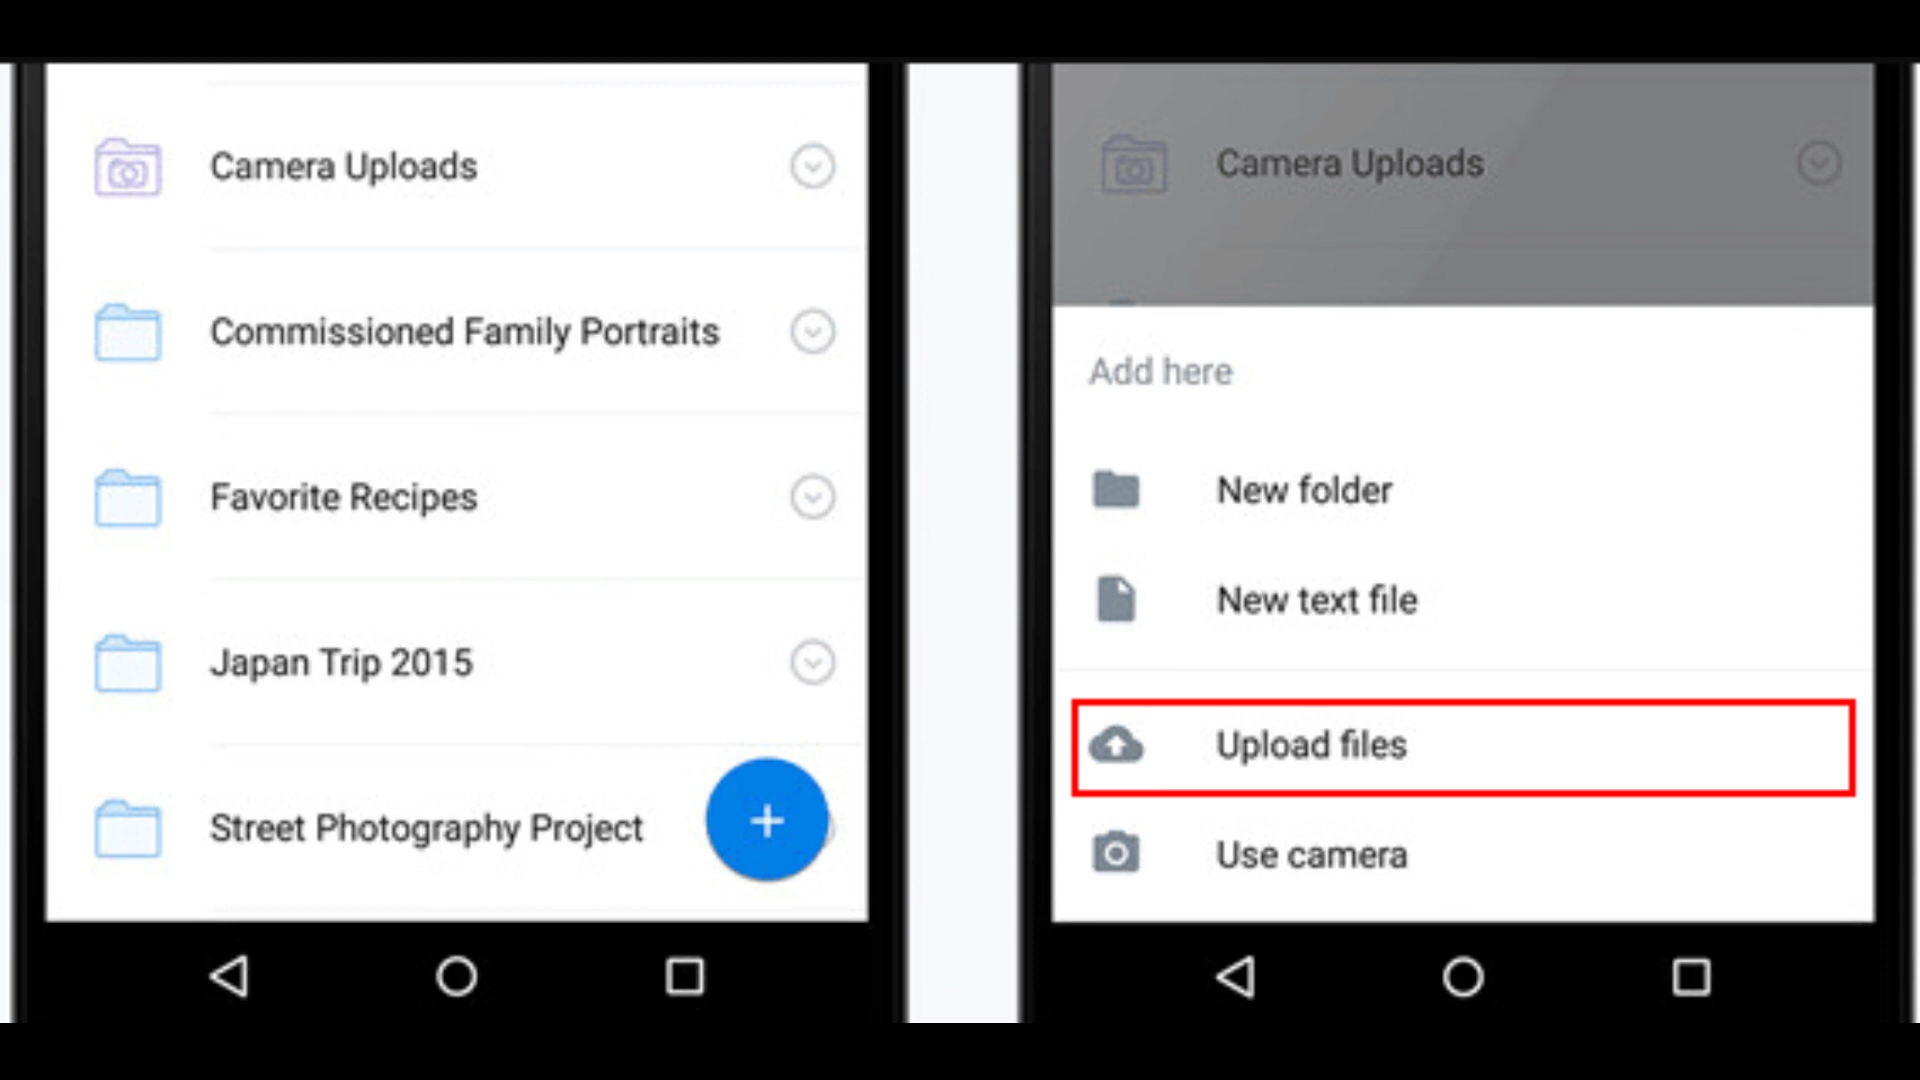 Camera Uploads
Commissioned Family Portraits
Favorite Recipes
Japan Trip 2015
Street Photography Project
Camera Uploads
Add here
New folder
New text file
Upload files
Use camera